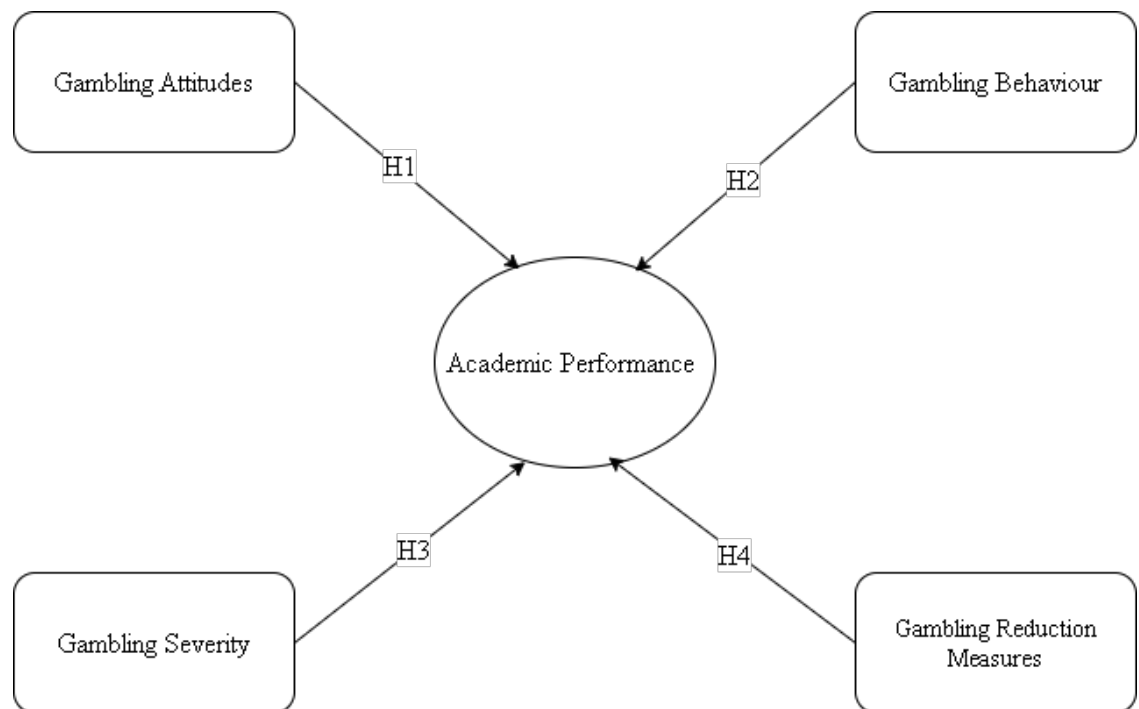 Gambling Attitudes
Gambling Behaviour
H1
H2
Academic Performance
H3
H4
Gambling Severity
Gambling Reduction
Measures